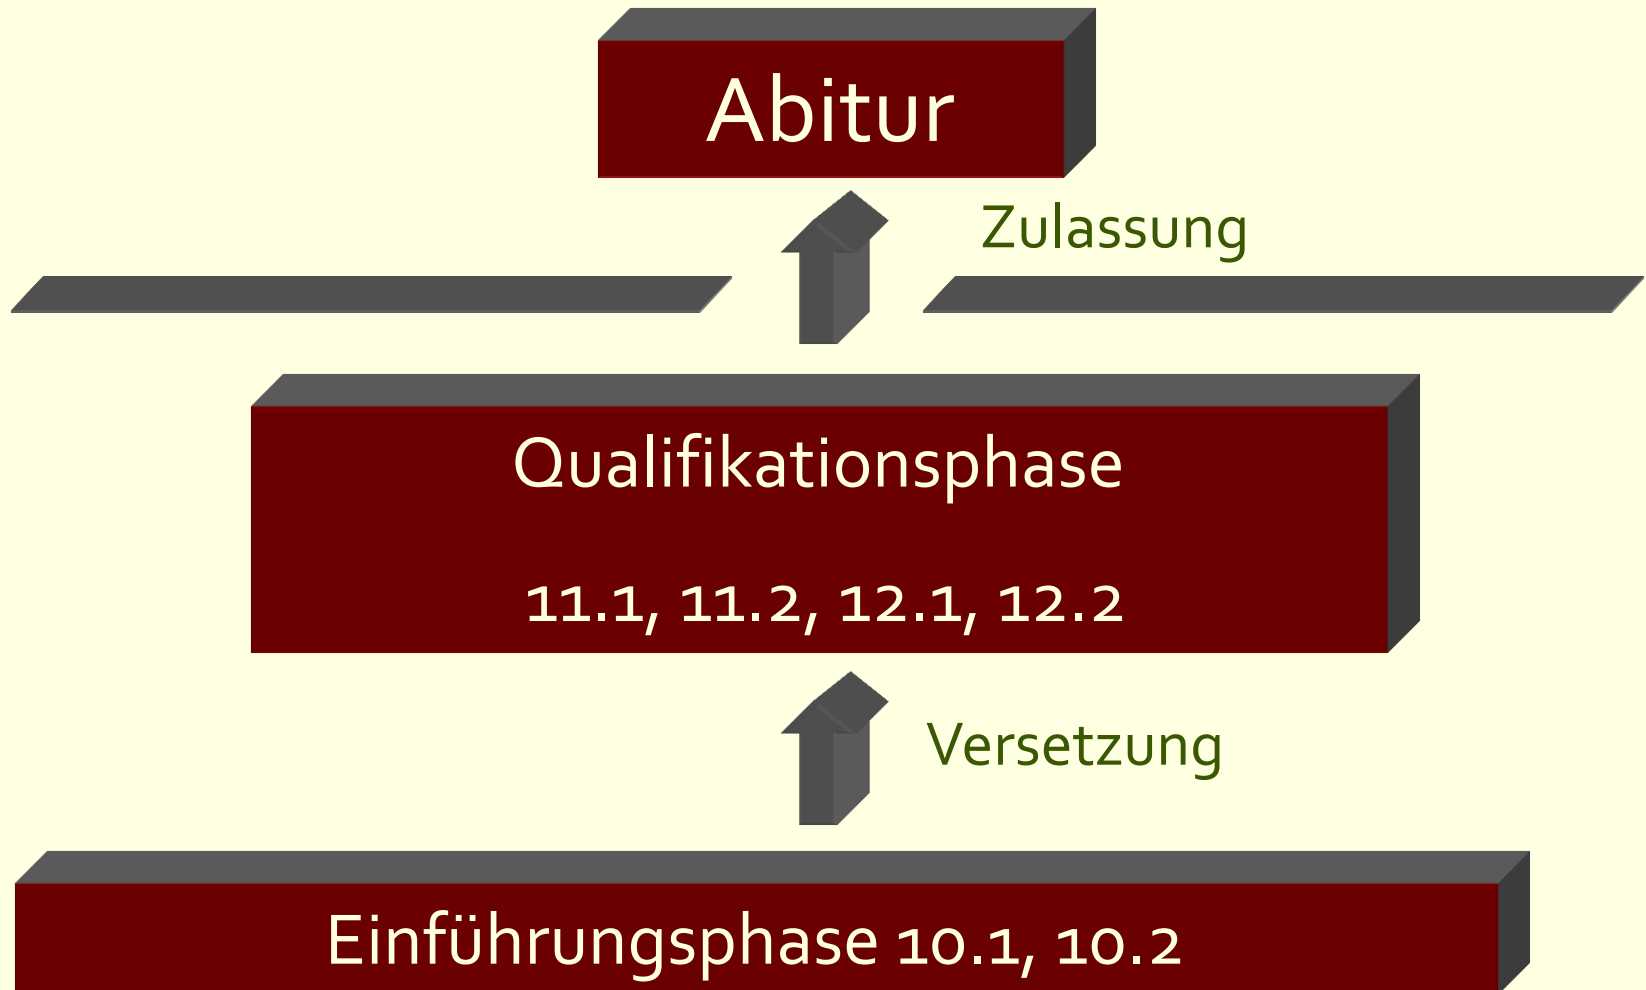 Abitur
Zulassung
Qualifikationsphase
11.1, 11.2, 12.1, 12.2
Versetzung
Einführungsphase 10.1, 10.2